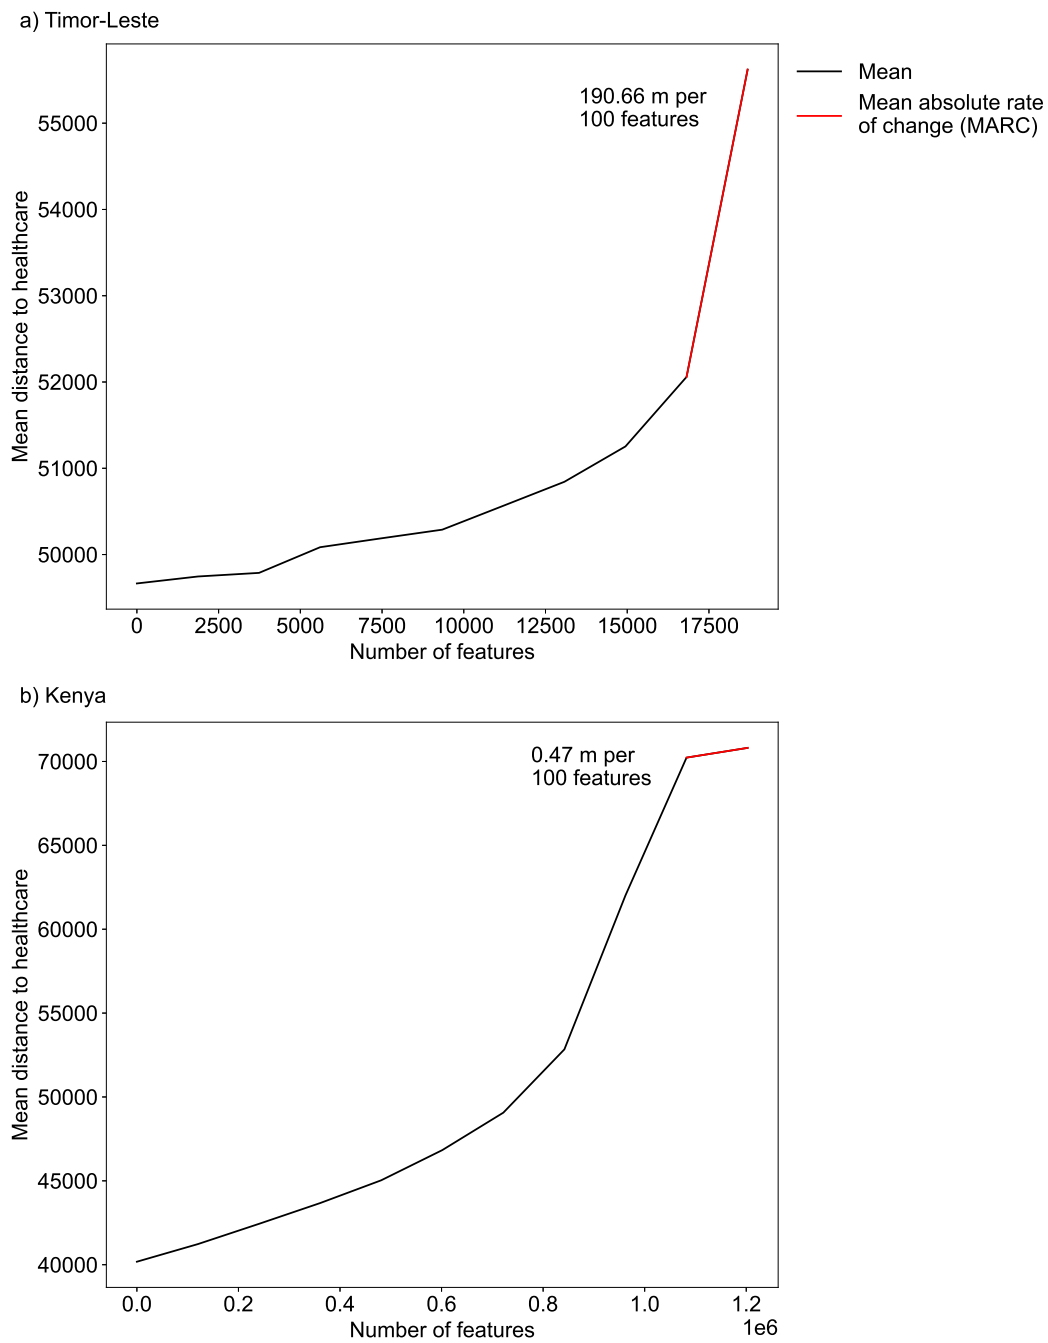 a) Timor-Leste
190.66 m per
100 features
Mean
Mean absolute rate
of change (MARC)
55000
54000
53000
52000
51000
50000
Mean distance to healthcare
0 2500 5000 7500 10000 12500 15000 17500
Number of features
b) Kenya
0.47 m per
100 features
70000
65000
60000
55000
50000
45000
40000
Mean distance to healthcare
0.0 0.2 0.4 0.6 0.8 1.0 1.2
1e6
Number of features